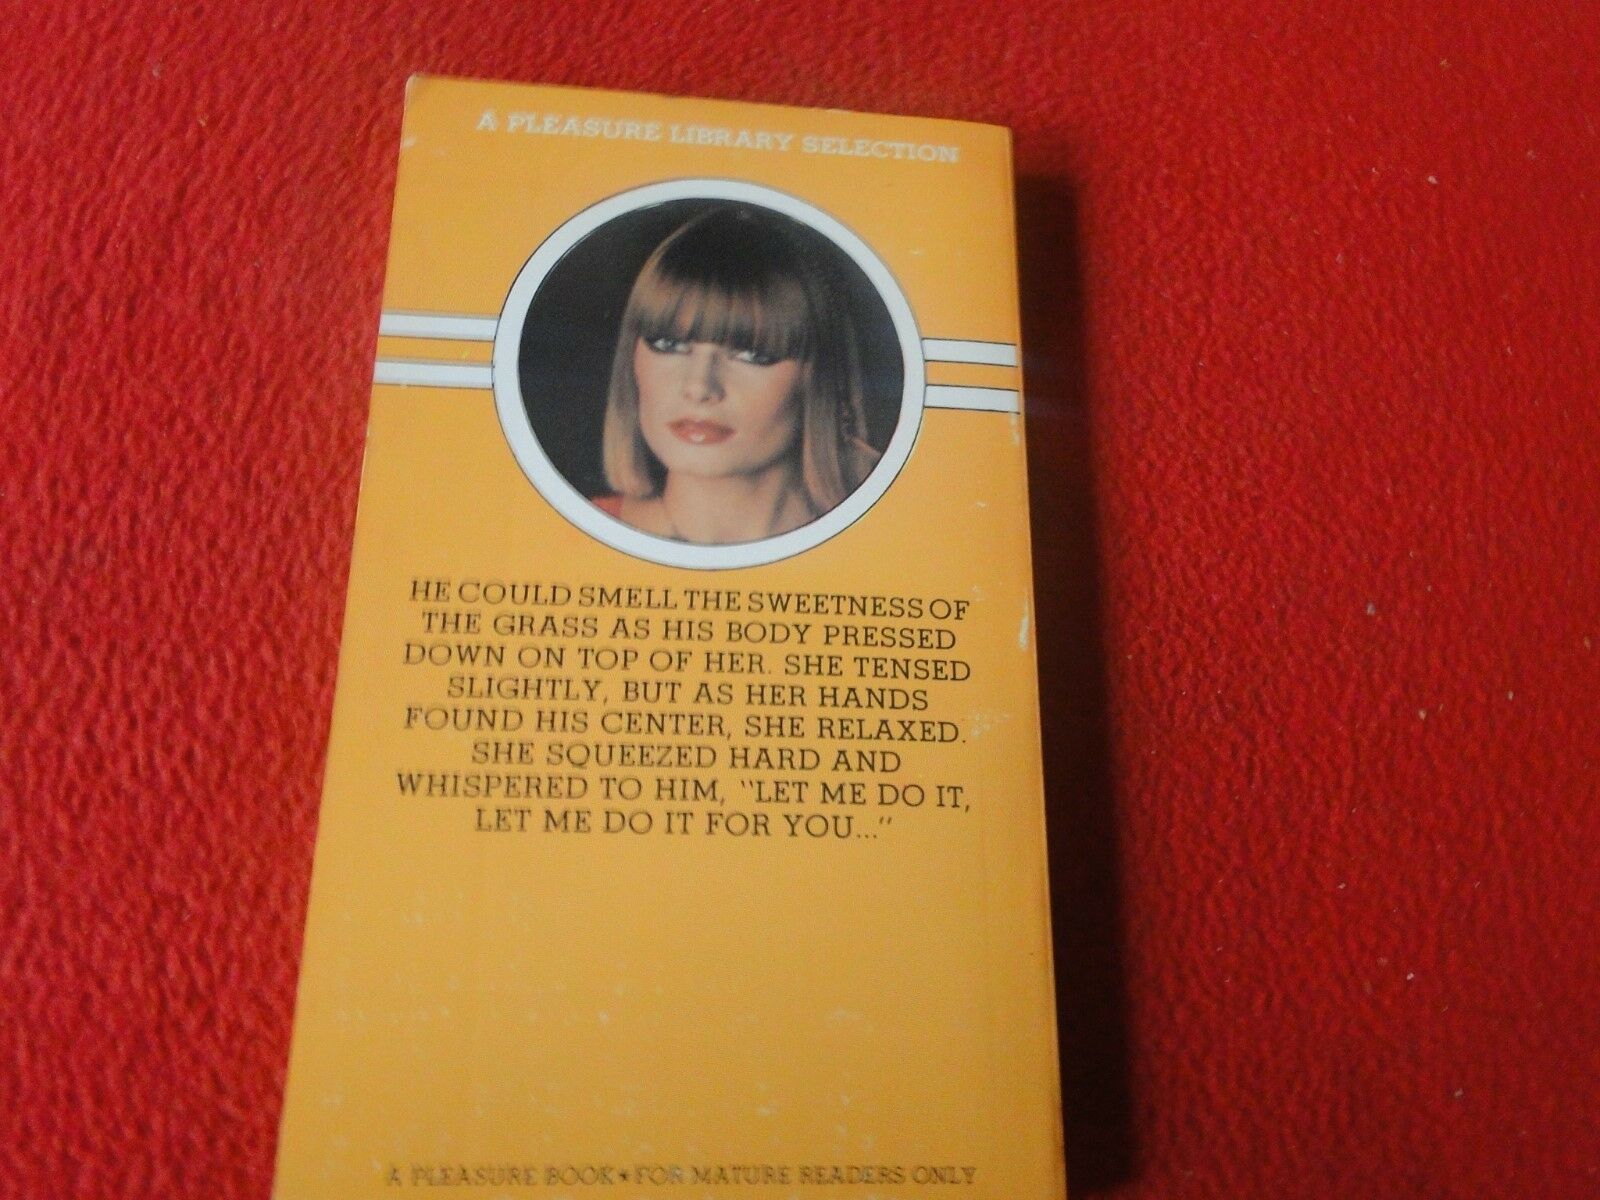 A PLEASURE LIBRARY SELECTION
HE COULD SMELL THE SWEETNESS OF
THE GRASS AS HIS BODY PRESSED
DOWN ON TOP OF HER. SHE TENSED
SLIGHTLY, BUT AS HER HANDS
FOUND HIS CENTER, SHE RELAXED.
SHE SQUEEZED HARD AND
WHISPERED TO HIM, "LET ME DO IT,
LET ME DO IT FOR YOU..."
A PLEASURE BOOK★FOR MATURE READERS ONLY